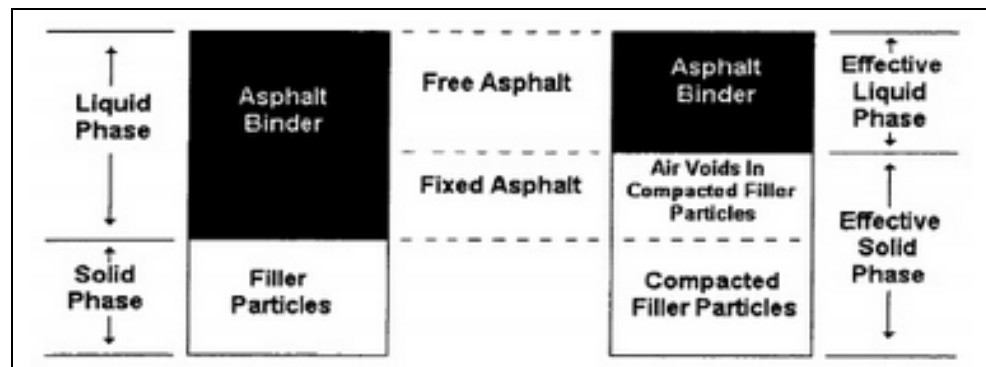 Liquid
Phase
Solid
Phase
Asphalt
Binder
Filler
Particles
Free Asphalt
Fixed Asphalt
Asphalt
Binder
Air Voids In
Compacted Filler
Particles
Compacted
Filler Particles
Effective
Liquid
Phase
Effective
Solid
Phase